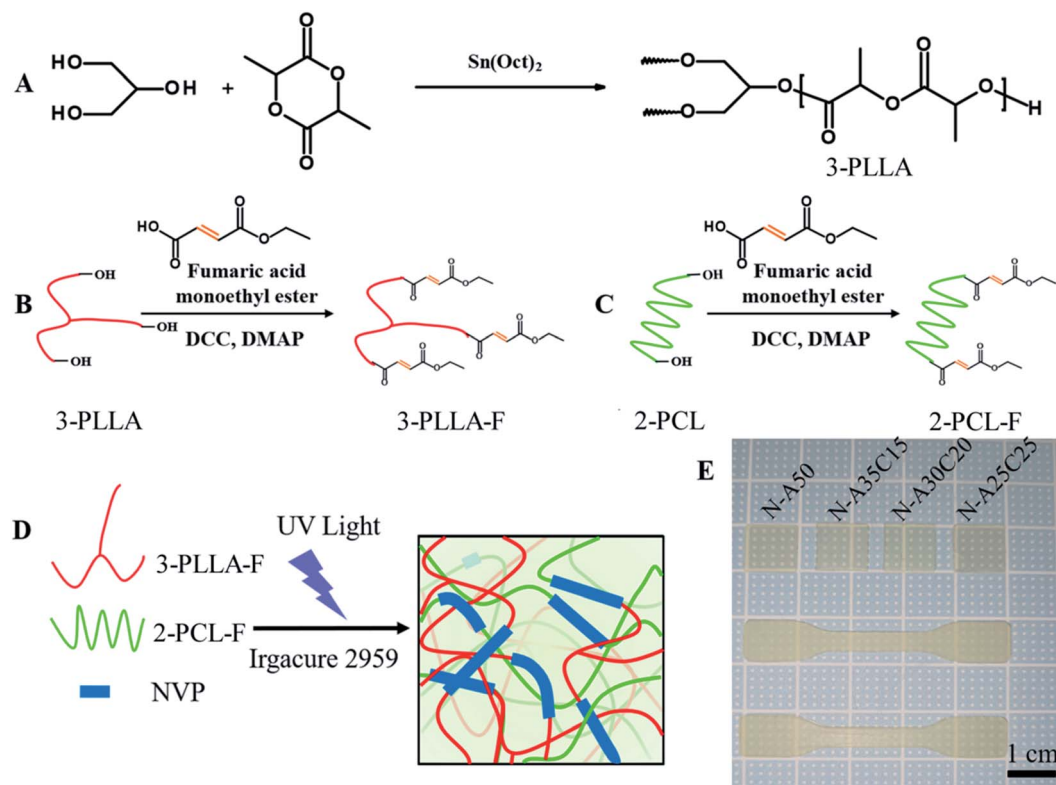 A
HO
HO
OH
+
O
O
O
O
Sn(Oct)₂
O
O
O
O
O
O
O
H
3-PLLA
B
OH
OH
OH
3-PLLA
HO
O
O
O
Fumaric acid
monoethyl ester
DCC, DMAP
O
O
O
O
O
O
O
O
O
3-PLLA-F
C
OH
OH
2-PCL
HO
O
O
O
Fumaric acid
monoethyl ester
DCC, DMAP
O
O
O
O
O
O
2-PCL-F
D
3-PLLA-F
2-PCL-F
NVP
UV Light
Irgacure 2959
E
N-A50
N-A35C15
N-A30C20
N-A25C25
1 cm